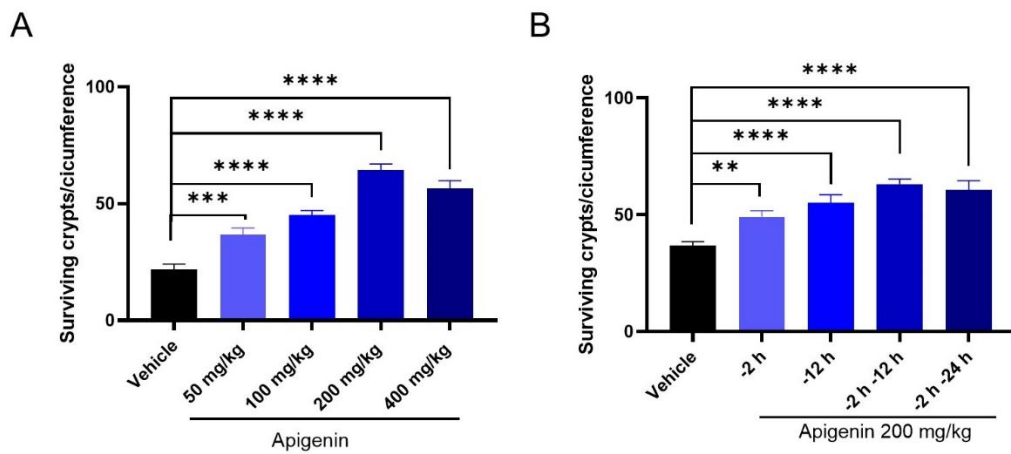 A
Surviving crypts/cicumference
100
50
0
****
****
****
***
Vehicle
50 mg/kg
100 mg/kg
200 mg/kg
400 mg/kg
Apigenin
B
Surviving crypts/cicumference
100
50
0
****
****
****
**
Vehicle
-2 h
-12 h
-2 h -12 h
-2 h -24 h
Apigenin 200 mg/kg